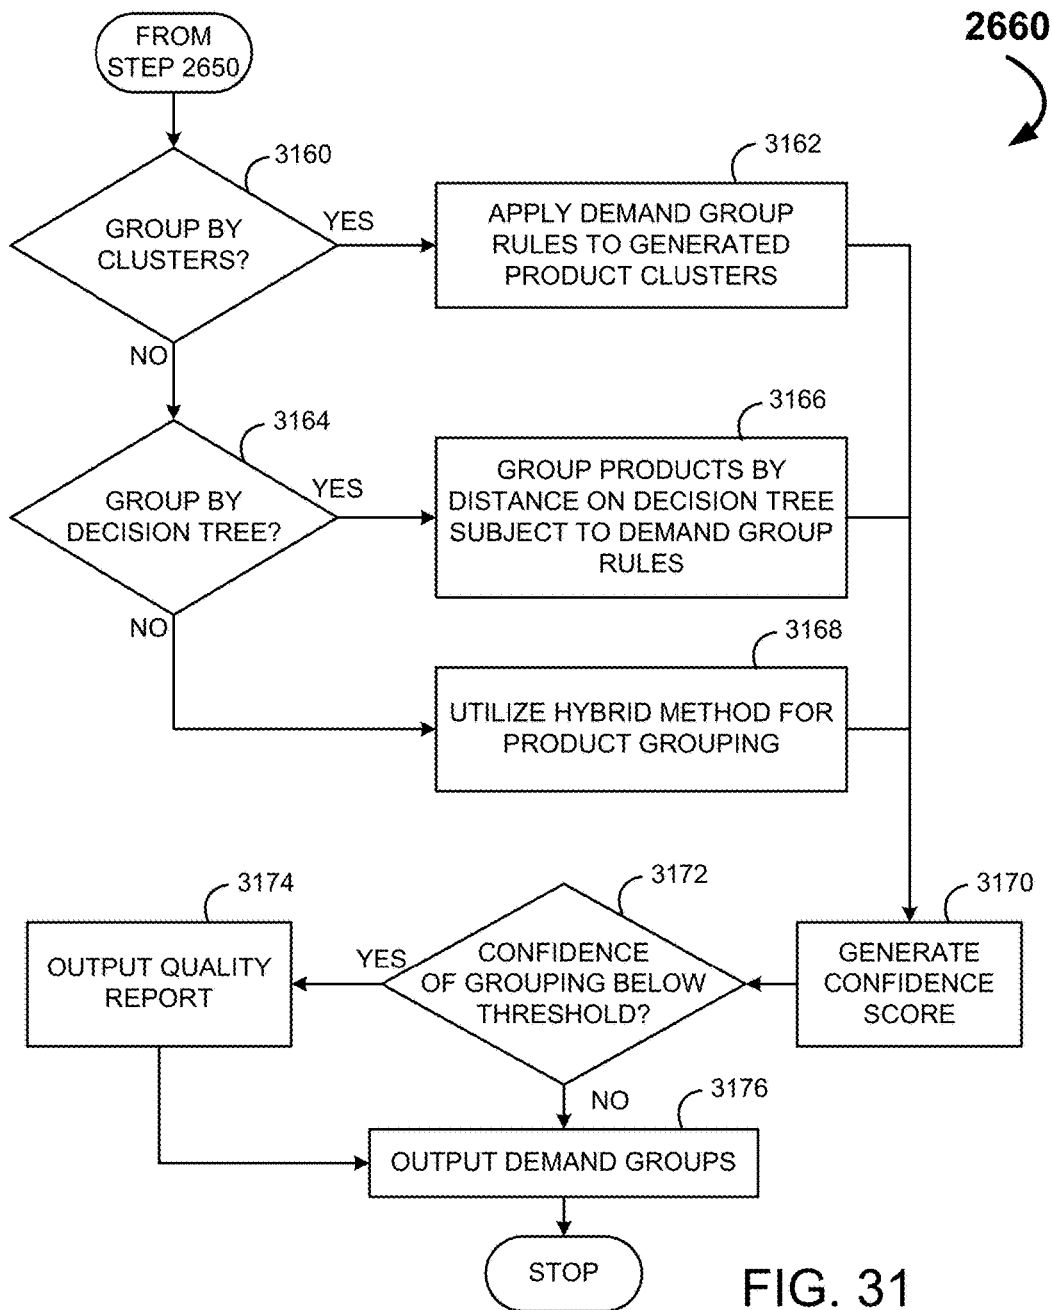 2660
FROM
STEP 2650
3160
GROUP BY
CLUSTERS?
YES
NO
3162
APPLY DEMAND GROUP
RULES TO GENERATED
PRODUCT CLUSTERS
3164
GROUP BY
DECISION TREE?
YES
NO
3166
GROUP PRODUCTS BY
DISTANCE ON DECISION TREE
SUBJECT TO DEMAND GROUP
RULES
3168
UTILIZE HYBRID METHOD FOR
PRODUCT GROUPING
3170
GENERATE
CONFIDENCE
SCORE
3172
CONFIDENCE
OF GROUPING BELOW
THRESHOLD?
YES
NO
3174
OUTPUT QUALITY
REPORT
3176
OUTPUT DEMAND GROUPS
STOP
FIG. 31